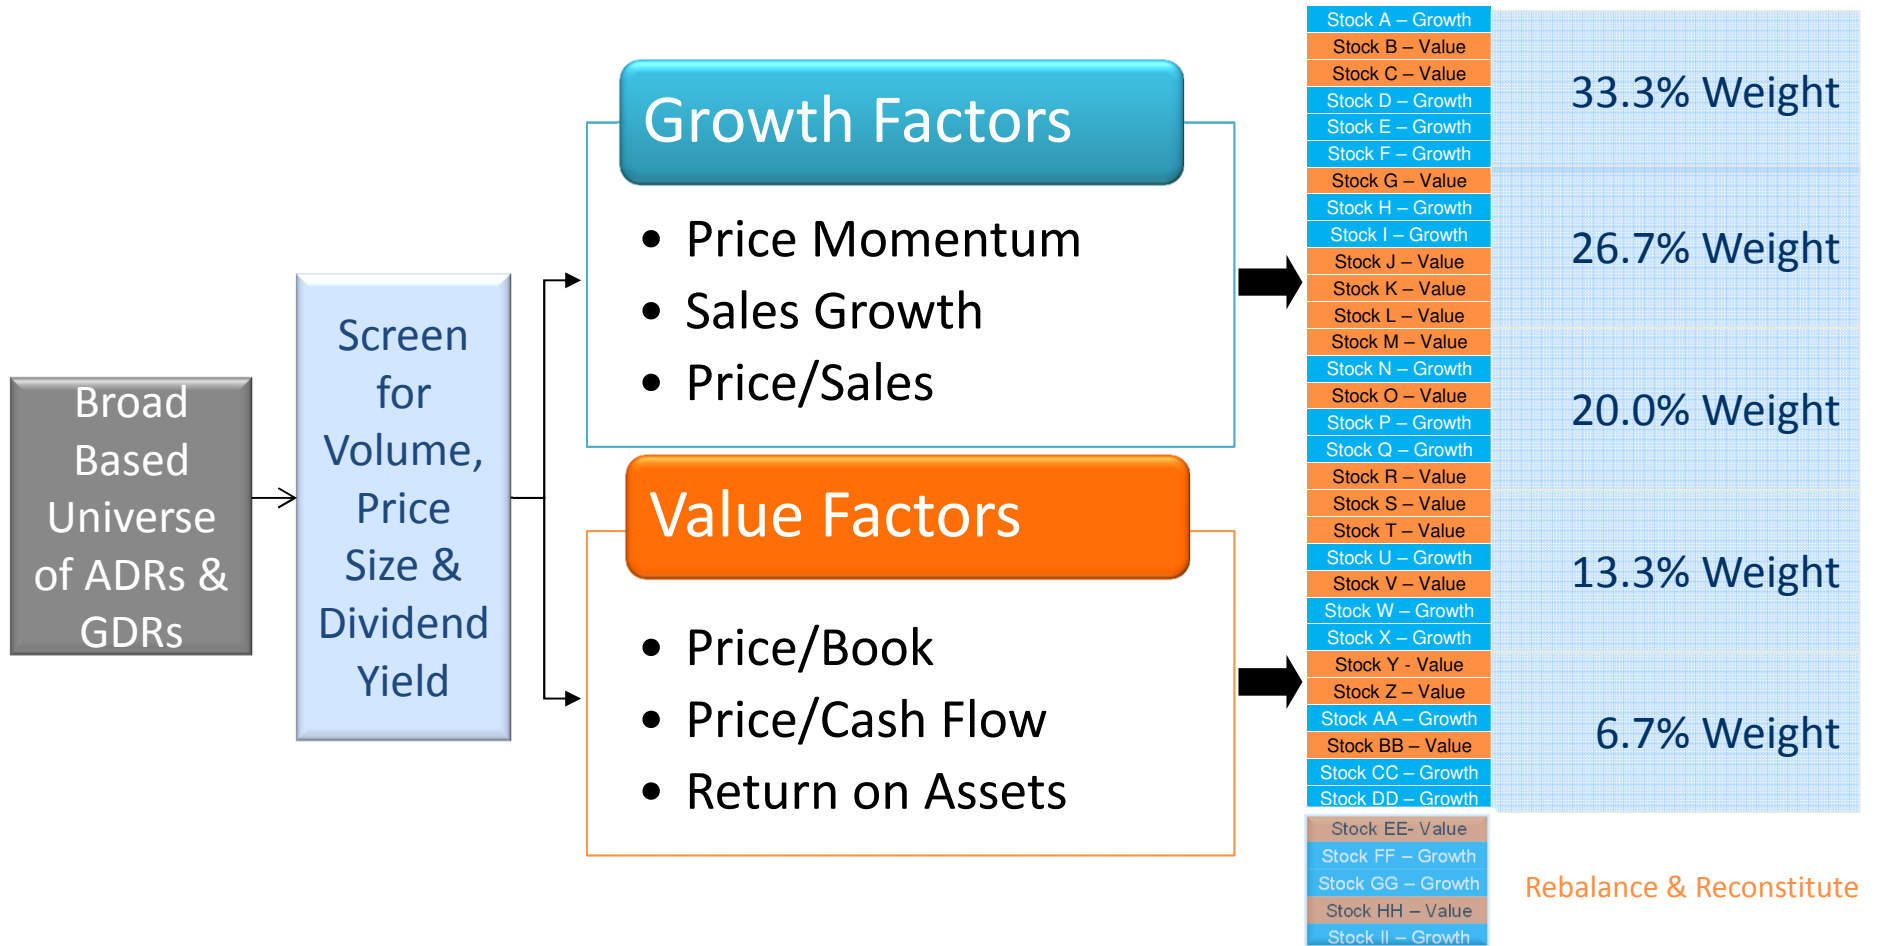 Broad
Based
Universe
of ADRs &
GDRs
Screen
for
Volume,
Price
Size &
Dividend
Yield
Growth Factors
• Price Momentum
• Sales Growth
• Price/Sales
Value Factors
• Price/Book
• Price/Cash Flow
• Return on Assets
Stock A – Growth
Stock B – Value
Stock C – Value
Stock D – Growth
Stock E – Growth
Stock F – Growth
Stock G – Value
Stock H – Growth
Stock I – Growth
Stock J – Value
Stock K – Value
Stock L – Value
Stock M – Value
Stock N – Growth
Stock O – Value
Stock P – Growth
Stock Q – Growth
Stock R – Value
Stock S – Value
Stock T – Value
Stock U – Growth
Stock V – Value
Stock W – Growth
Stock X – Growth
Stock Y - Value
Stock Z – Value
Stock AA – Growth
Stock BB – Value
Stock CC – Growth
Stock DD – Growth
Stock EE- Value
Stock FF – Growth
Stock GG – Growth
Stock HH – Value
Stock II – Growth
33.3% Weight
26.7% Weight
20.0% Weight
13.3% Weight
6.7% Weight
Rebalance & Reconstitute